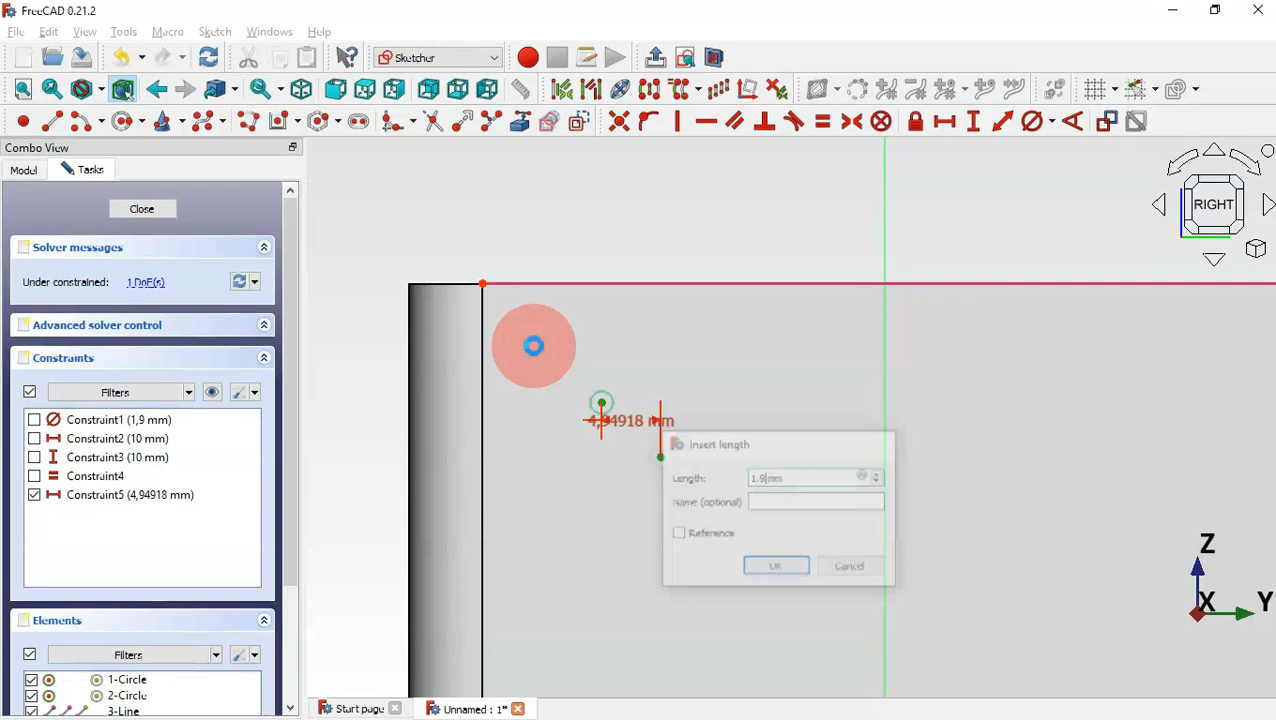 FreeCAD 0.21.2
File Edit View Tools Macro Sketch Windows Help
Sketcher
Combo View
Model Tasks
Close
Solver messages
Under constrained: 1 DoF(s)
Advanced solver control
Constraints
Filters
Constraint1 (1,9 mm)
Constraint2 (10 mm)
Constraint3 (10 mm)
Constraint4
Constraint5 (4,94918 mm)
Elements
Filters
1-Circle
2-Circle
3-Line
4,94918 mm
Insert length
Length: 1.9 mm
Name (optional)
Reference
OK Cancel
RIGHT
Z
X Y
Start page Unnamed : 1*